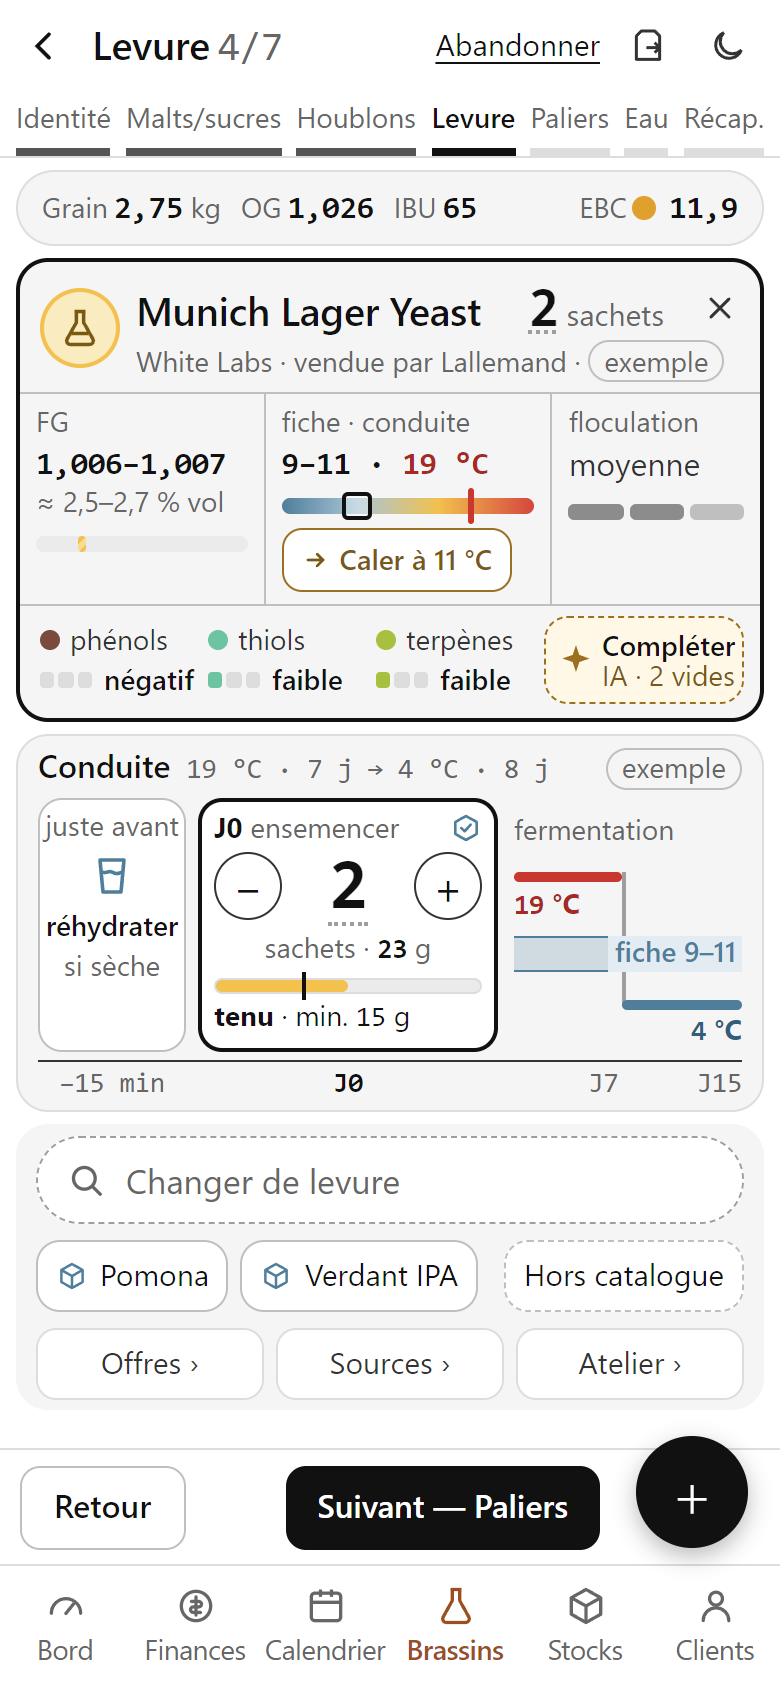 Levure 4/7 Abandonner
Identité Malts/sucres Houblons Levure Paliers Eau Récap.
Grain 2,75 kg OG 1,026 IBU 65 EBC 11,9
Munich Lager Yeast 2 sachets
White Labs · vendue par Lallemand · exemple
FG
1,006–1,007
≈ 2,5–2,7 % vol
fiche · conduite
9–11 · 19 °C
→ Caler à 11 °C
floculation
moyenne
phénols thiols terpènes
négatif faible faible
Compléter
IA · 2 vides
Conduite 19 °C · 7 j → 4 °C · 8 j exemple
juste avant
réhydrater
si sèche
J0 ensemencer
− 2 +
sachets · 23 g
tenu · min. 15 g
fermentation
19 °C
fiche 9–11
4 °C
−15 min J0 J7 J15
Changer de levure
Pomona Verdant IPA Hors catalogue
Offres › Sources › Atelier ›
Retour Suivant — Paliers +
Bord Finances Calendrier Brassins Stocks Clients